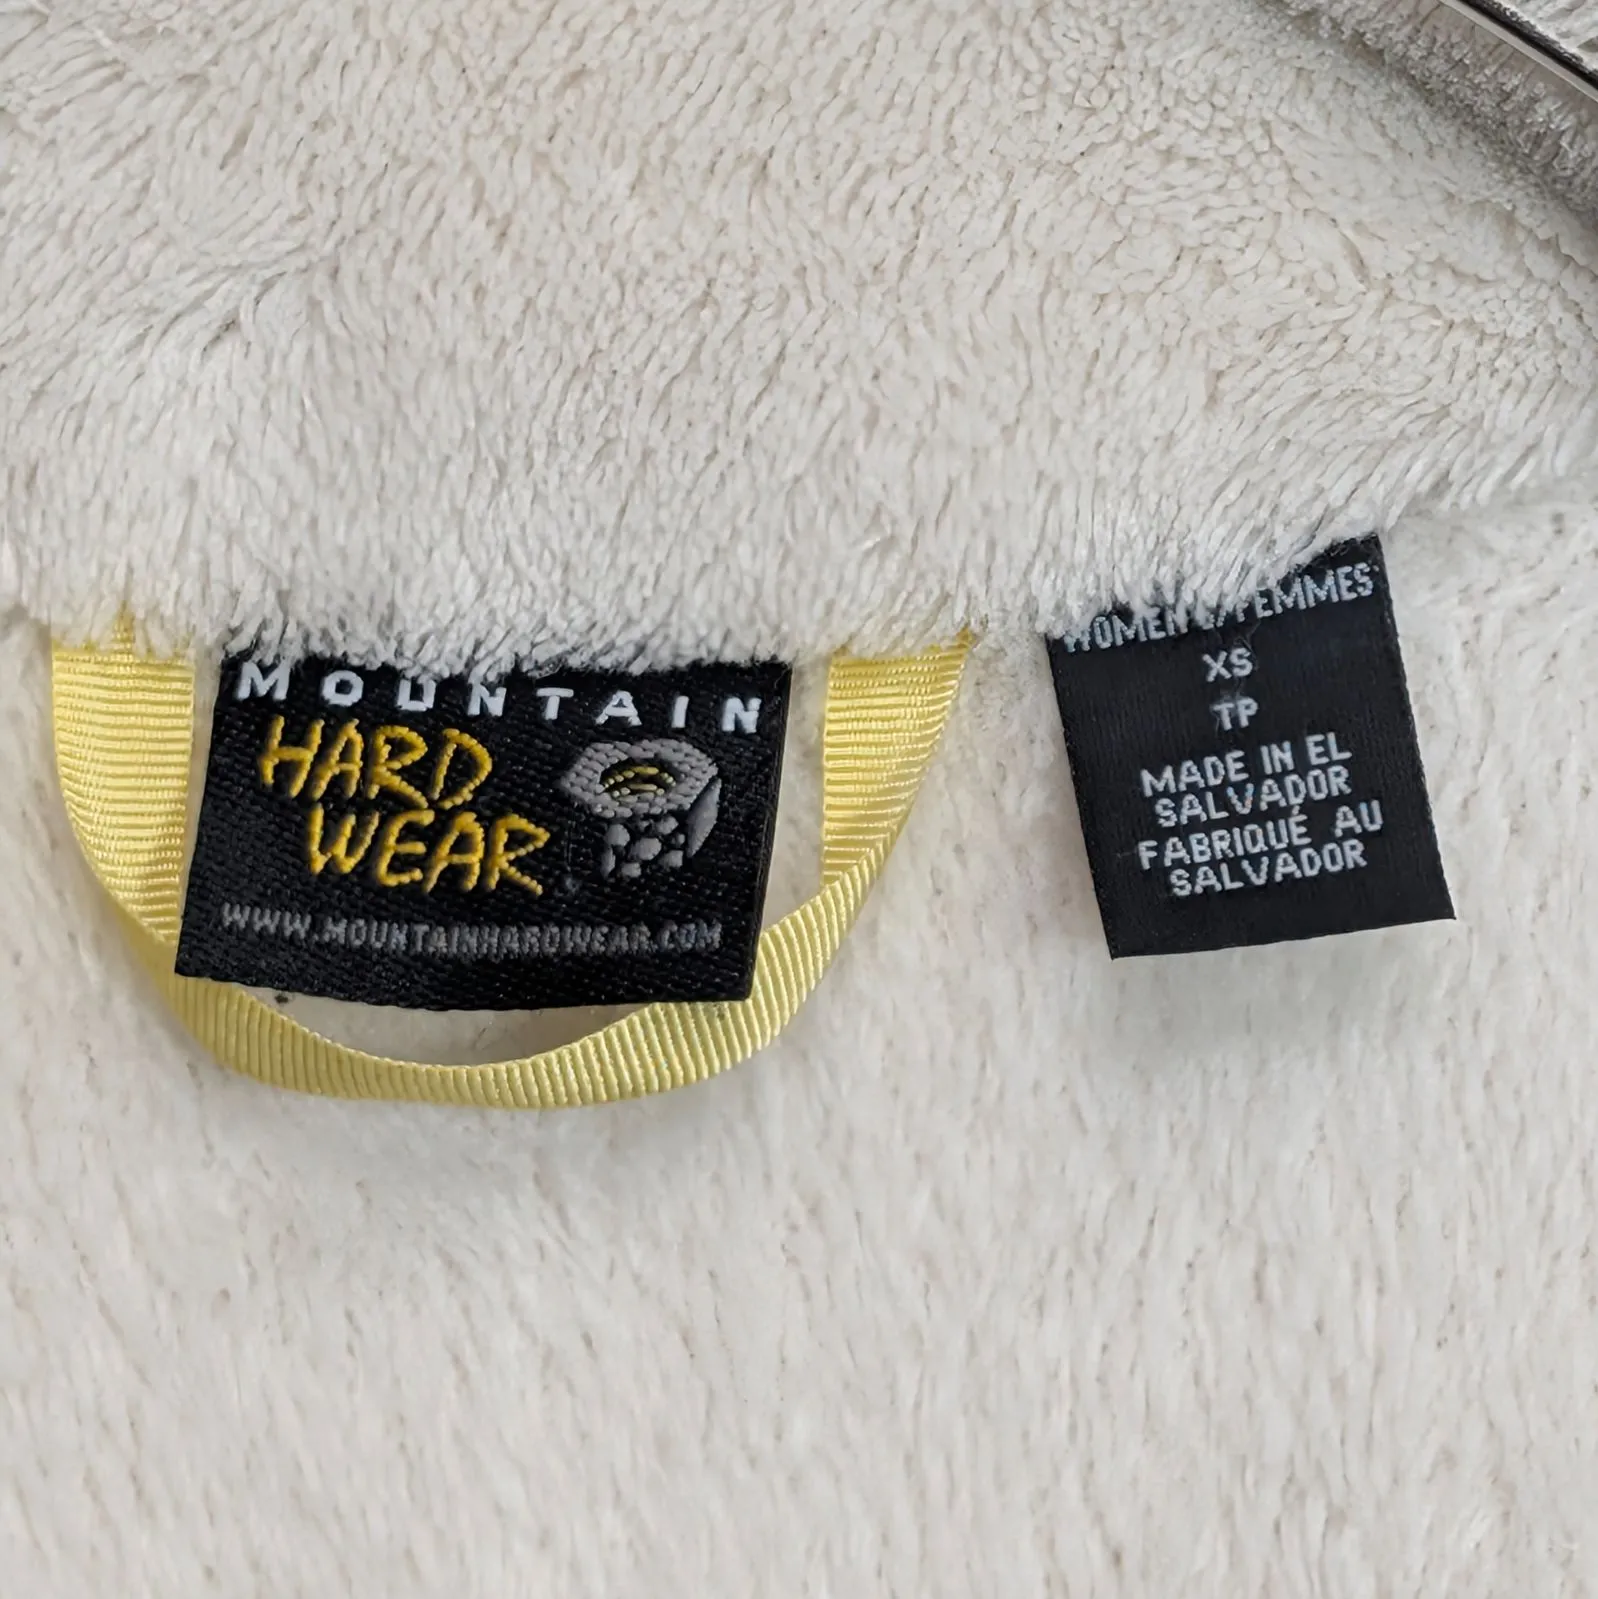 MOUNTAIN
HARD
WEAR
WWW.MOUNTAINHARDWEAR.COM
WOMEN'S/FEMMES
XS
TP
MADE IN EL
SALVADOR
FABRIQUÉ AU
SALVADOR